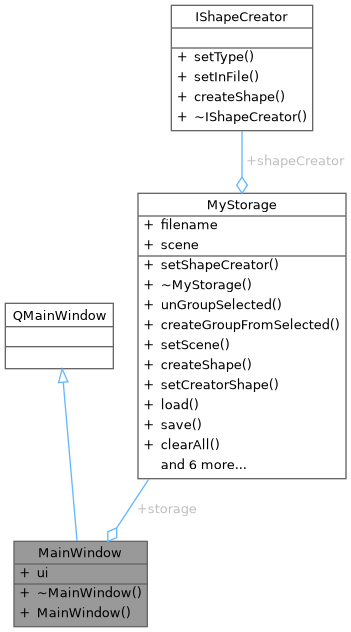 IShapeCreator
+ setType()
+ setInFile()
+ createShape()
+ ~IShapeCreator()
+shapeCreator
MyStorage
+ filename
+ scene
+ setShapeCreator()
+ ~MyStorage()
+ unGroupSelected()
+ createGroupFromSelected()
+ setScene()
+ createShape()
+ setCreatorShape()
+ load()
+ save()
+ clearAll()
and 6 more...
QMainWindow
+storage
MainWindow
+ ui
+ ~MainWindow()
+ MainWindow()